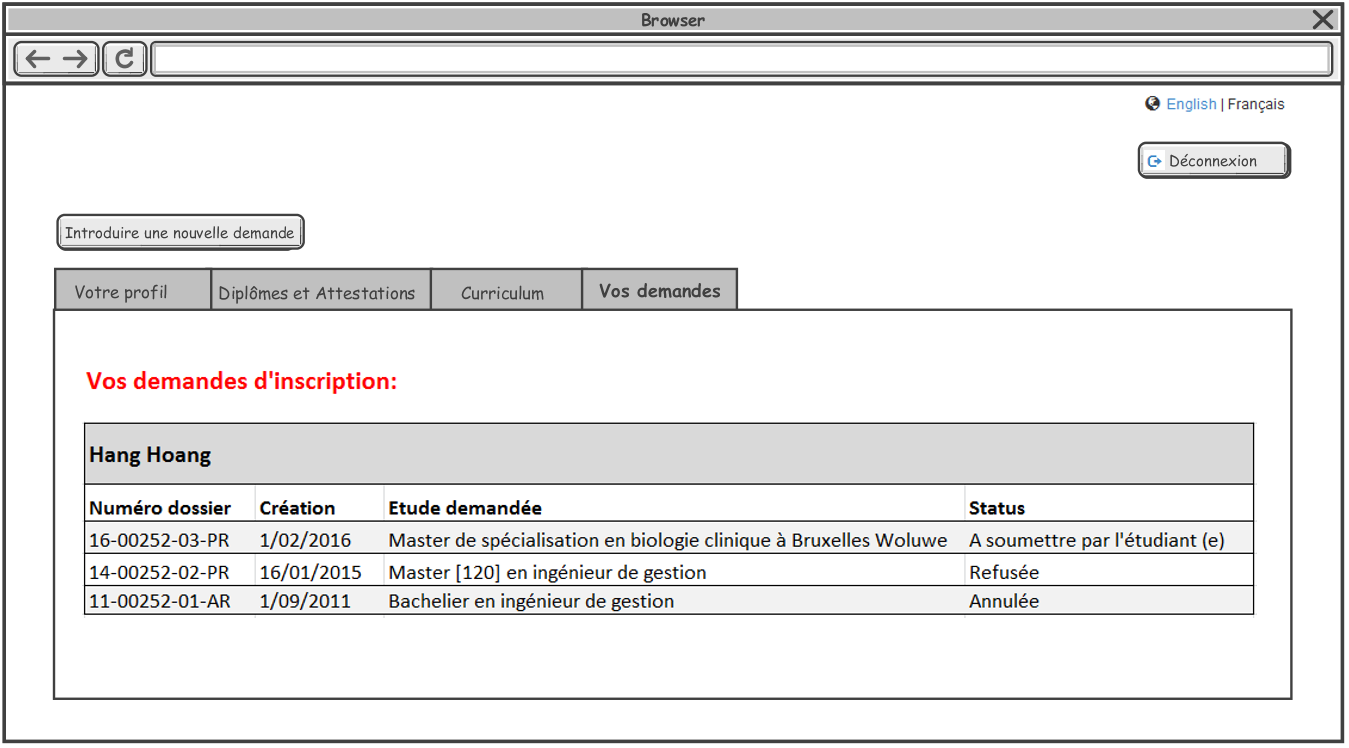 Browser
English | Français
Déconnexion
Introduire une nouvelle demande
Votre profil Diplômes et Attestations Curriculum Vos demandes
Vos demandes d'inscription:
Hang Hoang
Numéro dossier Création Etude demandée Status
16-00252-03-PR 1/02/2016 Master de spécialisation en biologie clinique à Bruxelles Woluwe A soumettre par l'étudiant (e)
14-00252-02-PR 16/01/2015 Master [120] en ingénieur de gestion Refusée
11-00252-01-AR 1/09/2011 Bachelier en ingénieur de gestion Annulée